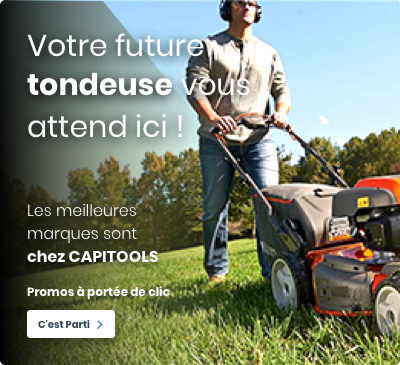 Votre future
tondeuse vous
attend ici !
Les meilleures
marques sont
chez CAPITOOLS
Promos à portée de clic
C'est Parti